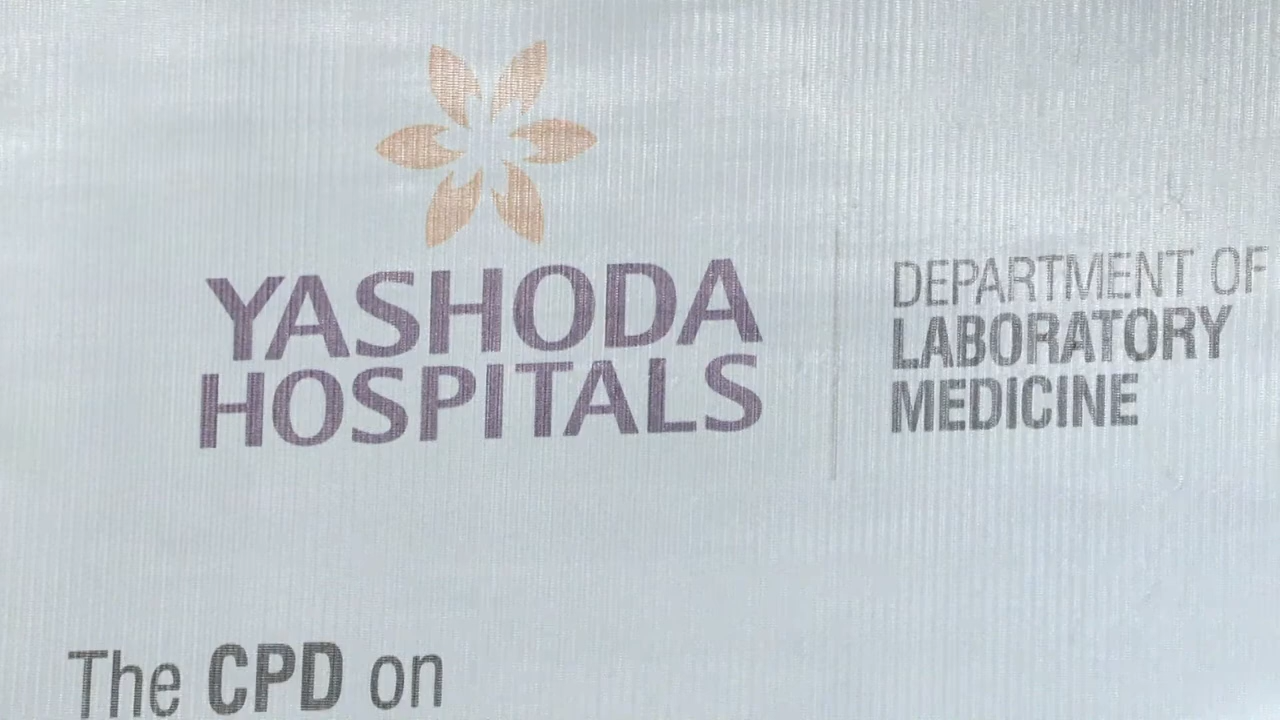 YASHODA
HOSPITALS
DEPARTMENT OF
LABORATORY
MEDICINE
The CPD on